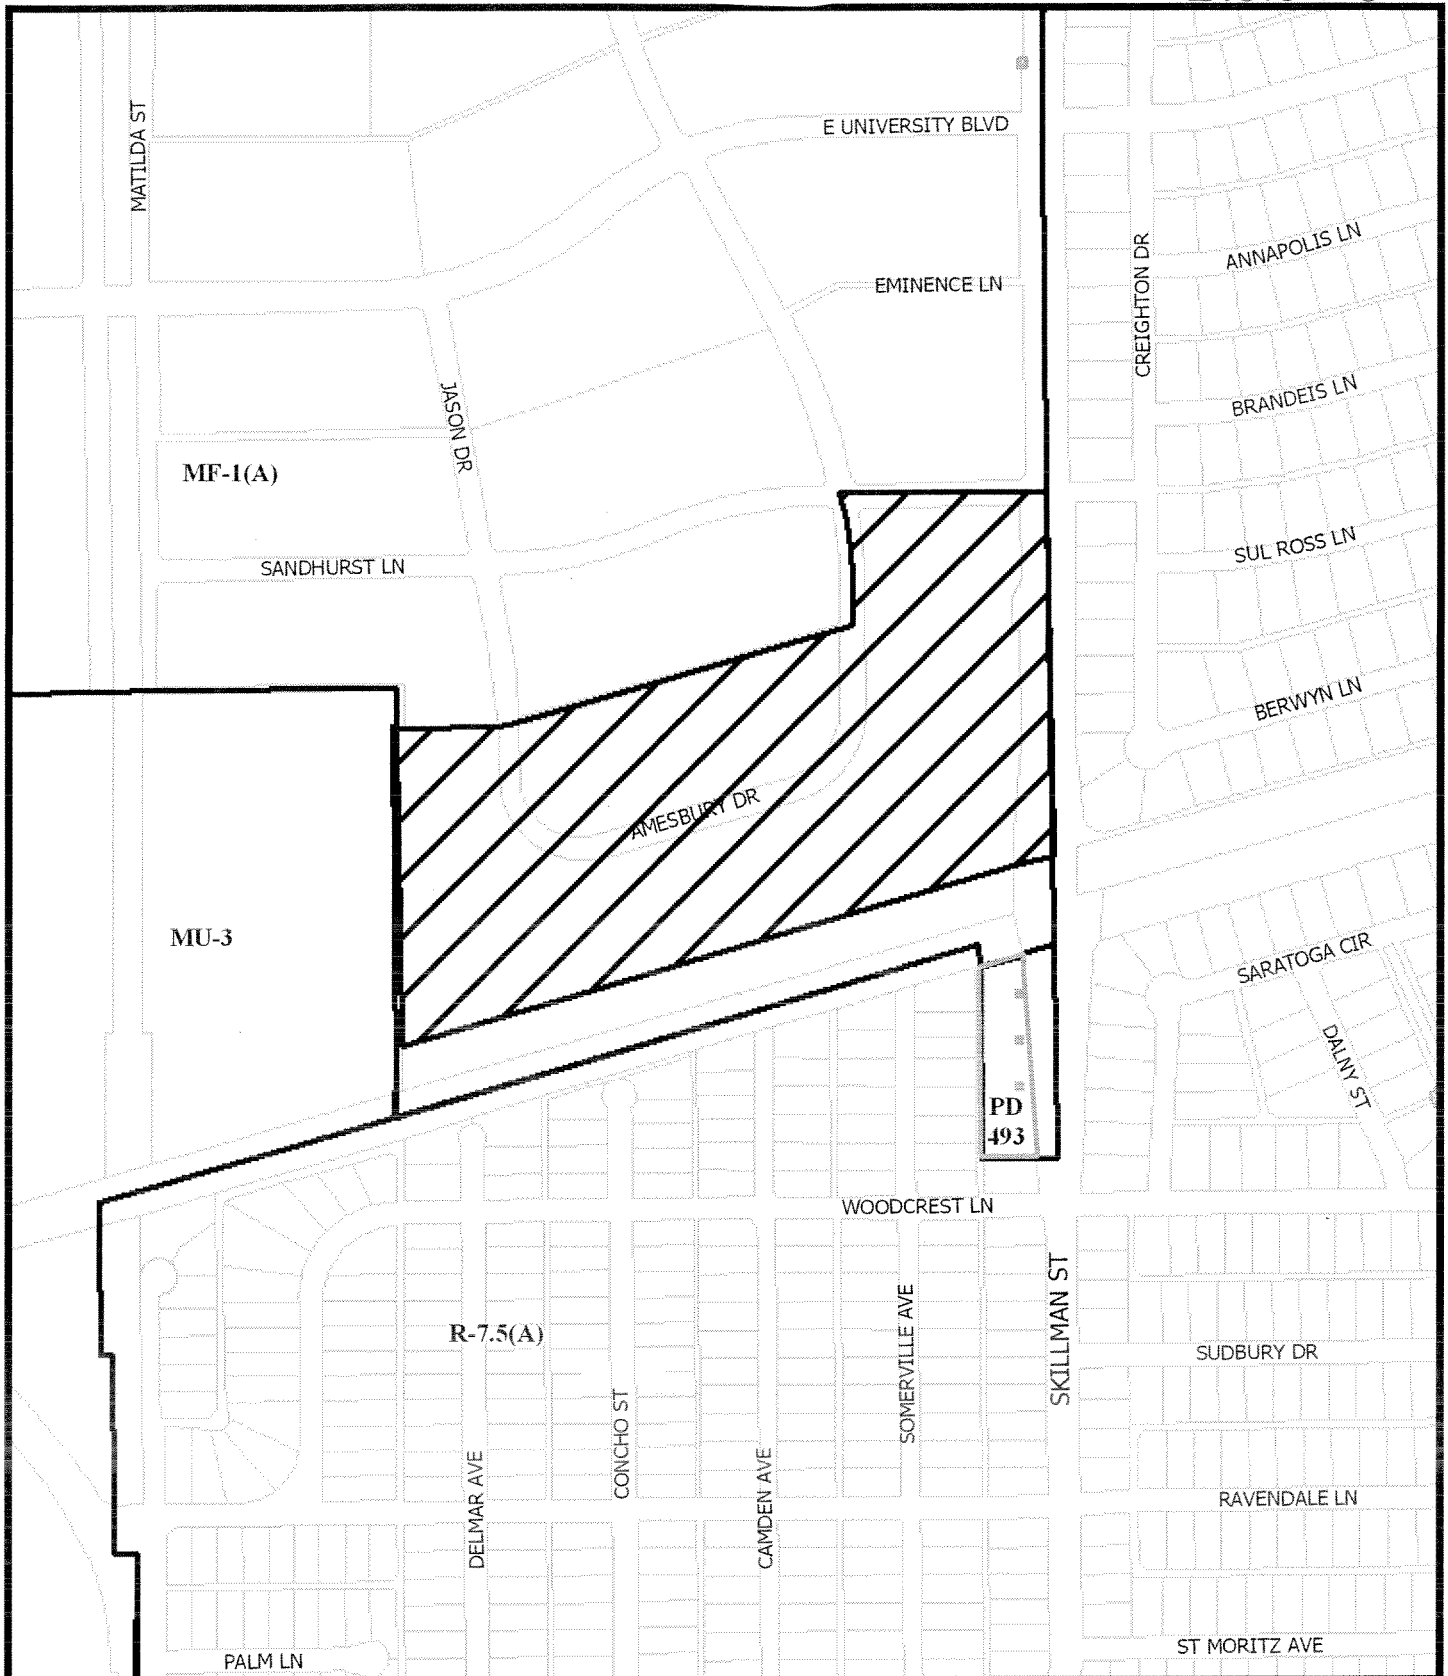 MATILDA ST
E UNIVERSITY BLVD
ANNAPOLIS LN
CREIGHTON DR
EMINENCE LN
BRANDEIS LN
JASON DR
MF-1(A)
SUL ROSS LN
SANDHURST LN
BERWYN LN
AMESBURY DR
MU-3
SARATOGA CIR
DALNY ST
PD
493
WOODCREST LN
SKILLMAN ST
R-7.5(A)
SOMERVILLE AVE
SUDBURY DR
CONCHO ST
DELMAR AVE
CAMDEN AVE
RAVENDALE LN
ST MORITZ AVE
PALM LN